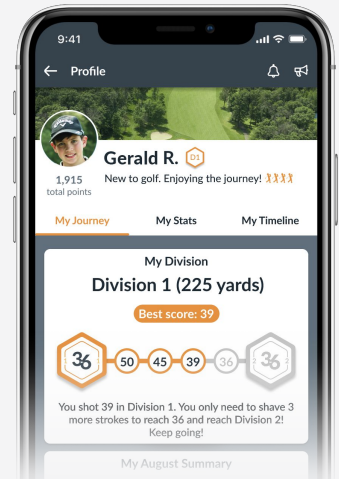 9:41
Profile
Gerald R. D1
1,915
total points
New to golf. Enjoying the journey!
My Journey My Stats My Timeline
My Division
Division 1 (225 yards)
Best score: 39
36 50 45 39 36 36
You shot 39 in Division 1. You only need to shave 3
more strokes to reach 36 and reach Division 2!
Keep going!
My August Summary